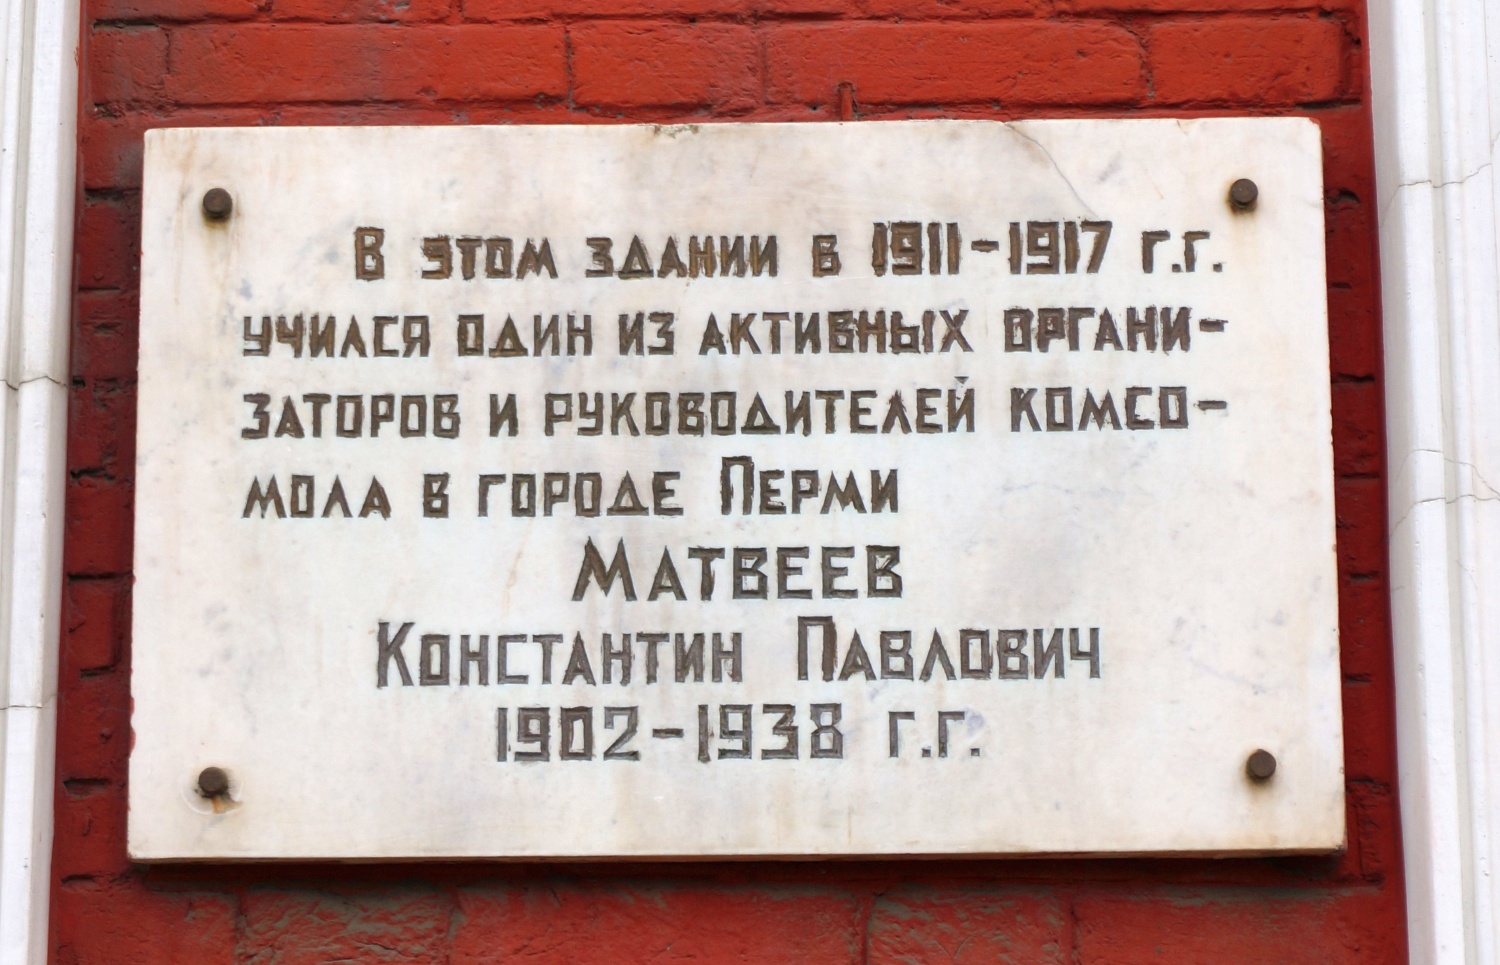 В этом здании в 1911-1917 г.г.
учился один из активных органи-
заторов и руководителей комсо-
мола в городе Перми
Матвеев
Константин Павлович
1902-1938 г.г.